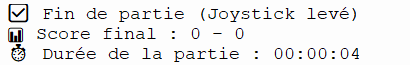 ☑ Fin de partie (Joystick levé)
📊 Score final : 0 - 0
⏱ Durée de la partie : 00:00:04